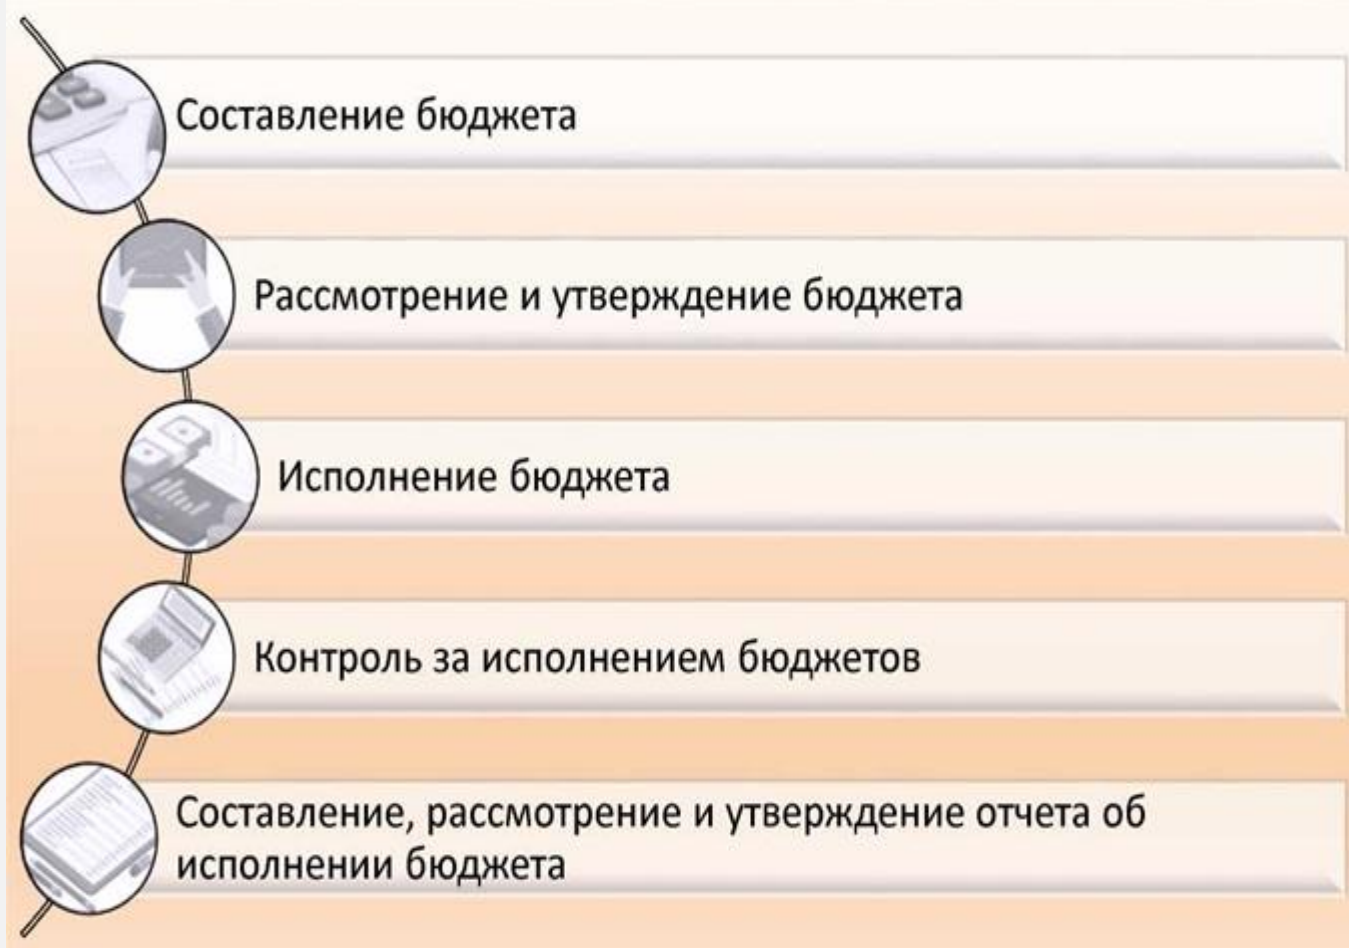 Составление бюджета
Рассмотрение и утверждение бюджета
Исполнение бюджета
Контроль за исполнением бюджетов
Составление, рассмотрение и утверждение отчета об
исполнении бюджета